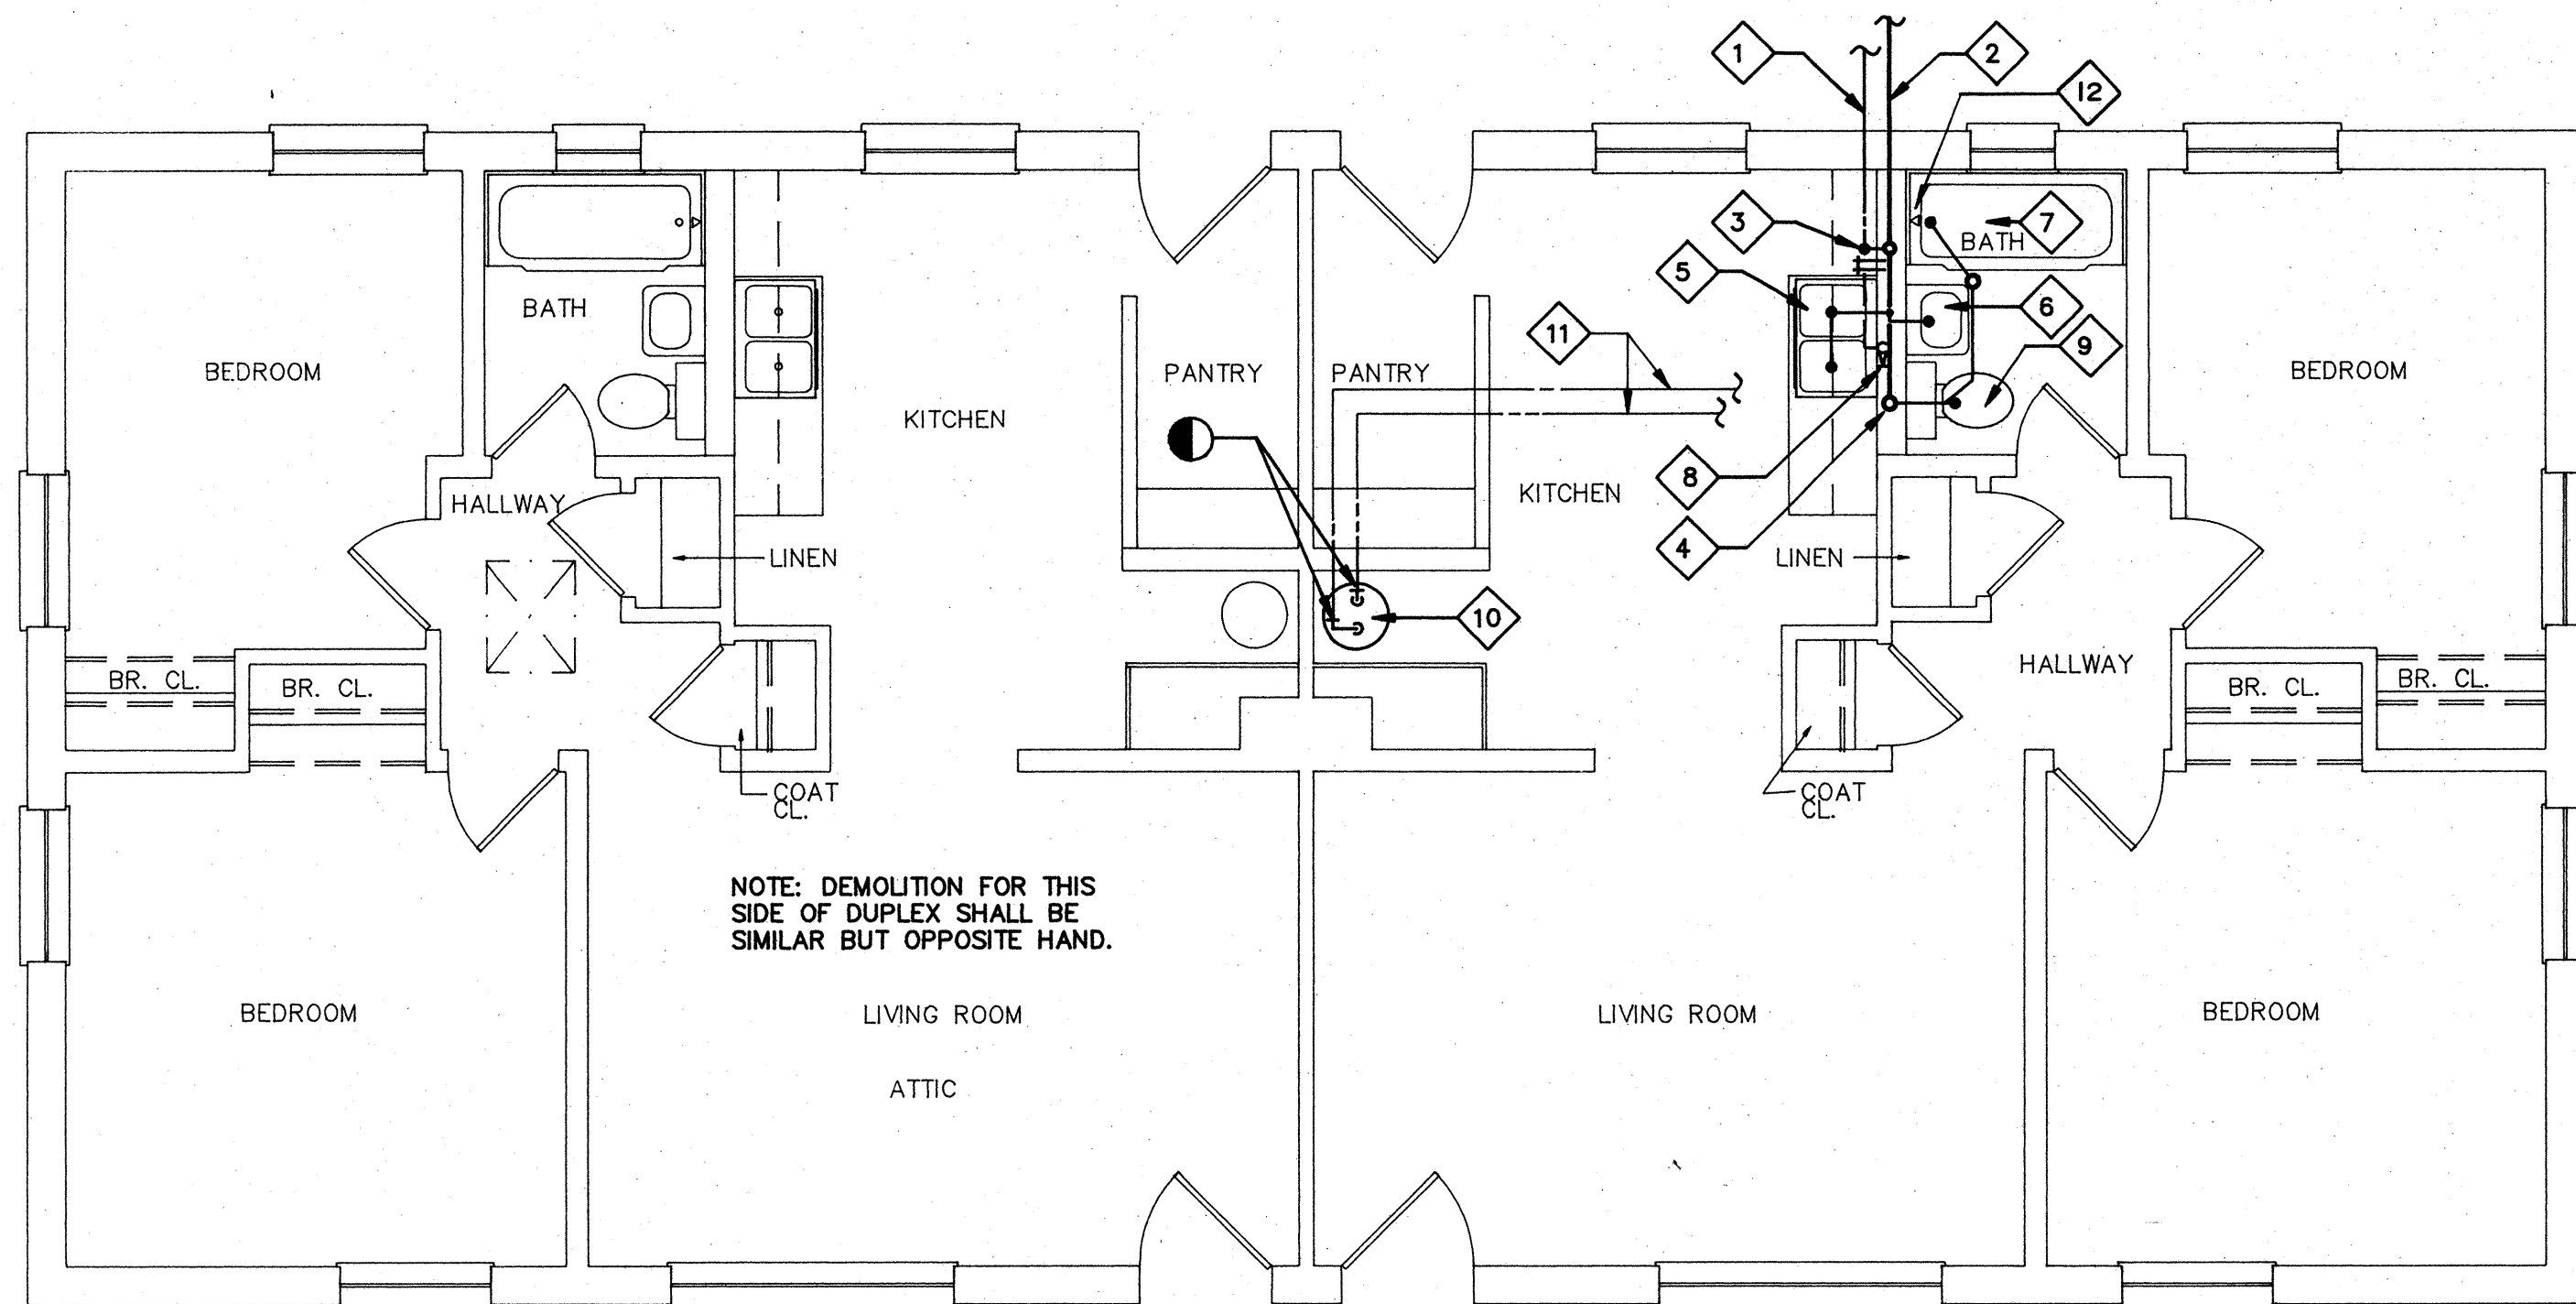 1
2
12
3
7
BATH
5
6
BATH
11
9
BEDROOM
PANTRY
PANTRY
BEDROOM
KITCHEN
8
KITCHEN
HALLWAY
4
LINEN
LINEN
10
HALLWAY
BR. CL.
BR. CL.
BR. CL.
BR. CL.
COAT
CL.
COAT
CL.
NOTE: DEMOLITION FOR THIS
SIDE OF DUPLEX SHALL BE
SIMILAR BUT OPPOSITE HAND.
BEDROOM
LIVING ROOM
LIVING ROOM
BEDROOM
ATTIC